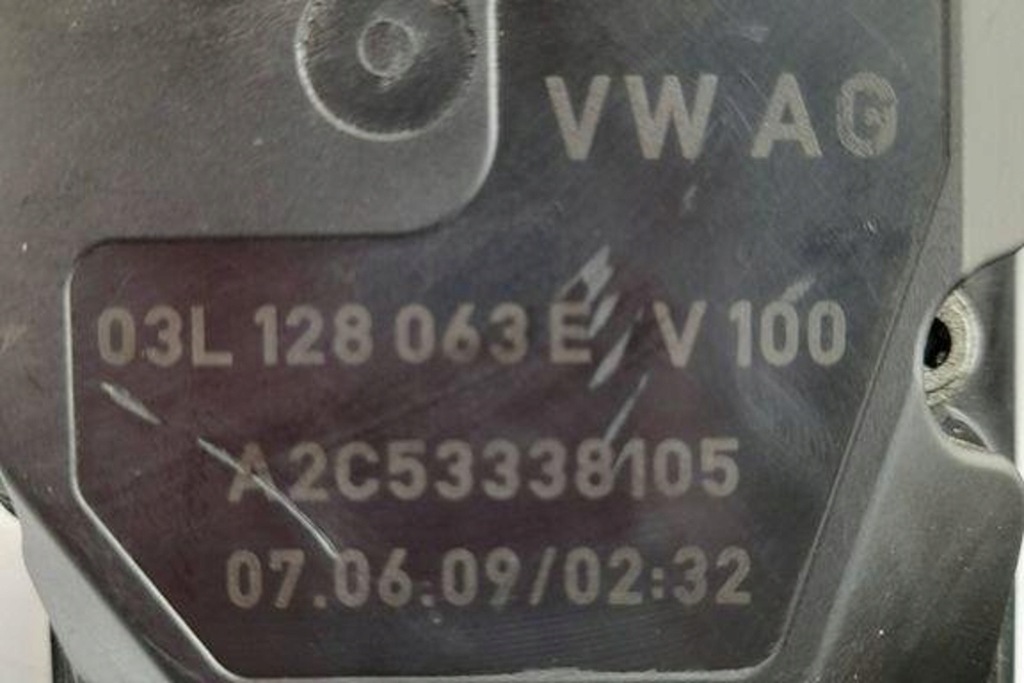 VW AG
03L 128 063 E V 100
A2C53338105
07.06.09/02:32